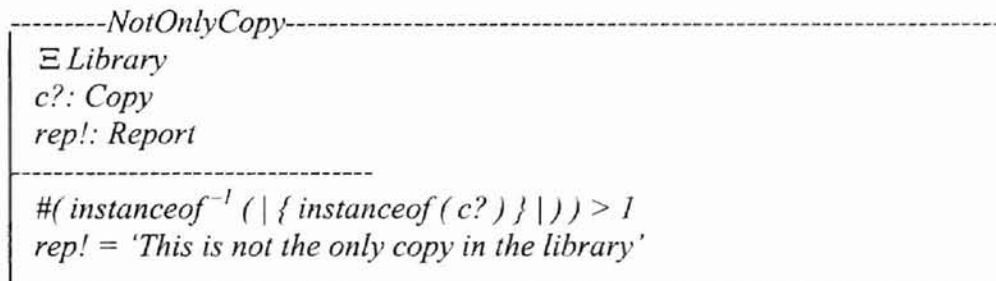 NotOnlyCopy
Ξ Library
c?: Copy
rep!: Report
#( instanceof⁻¹ ( | { instanceof ( c? ) } | ) ) > 1
rep! = ‘This is not the only copy in the library’